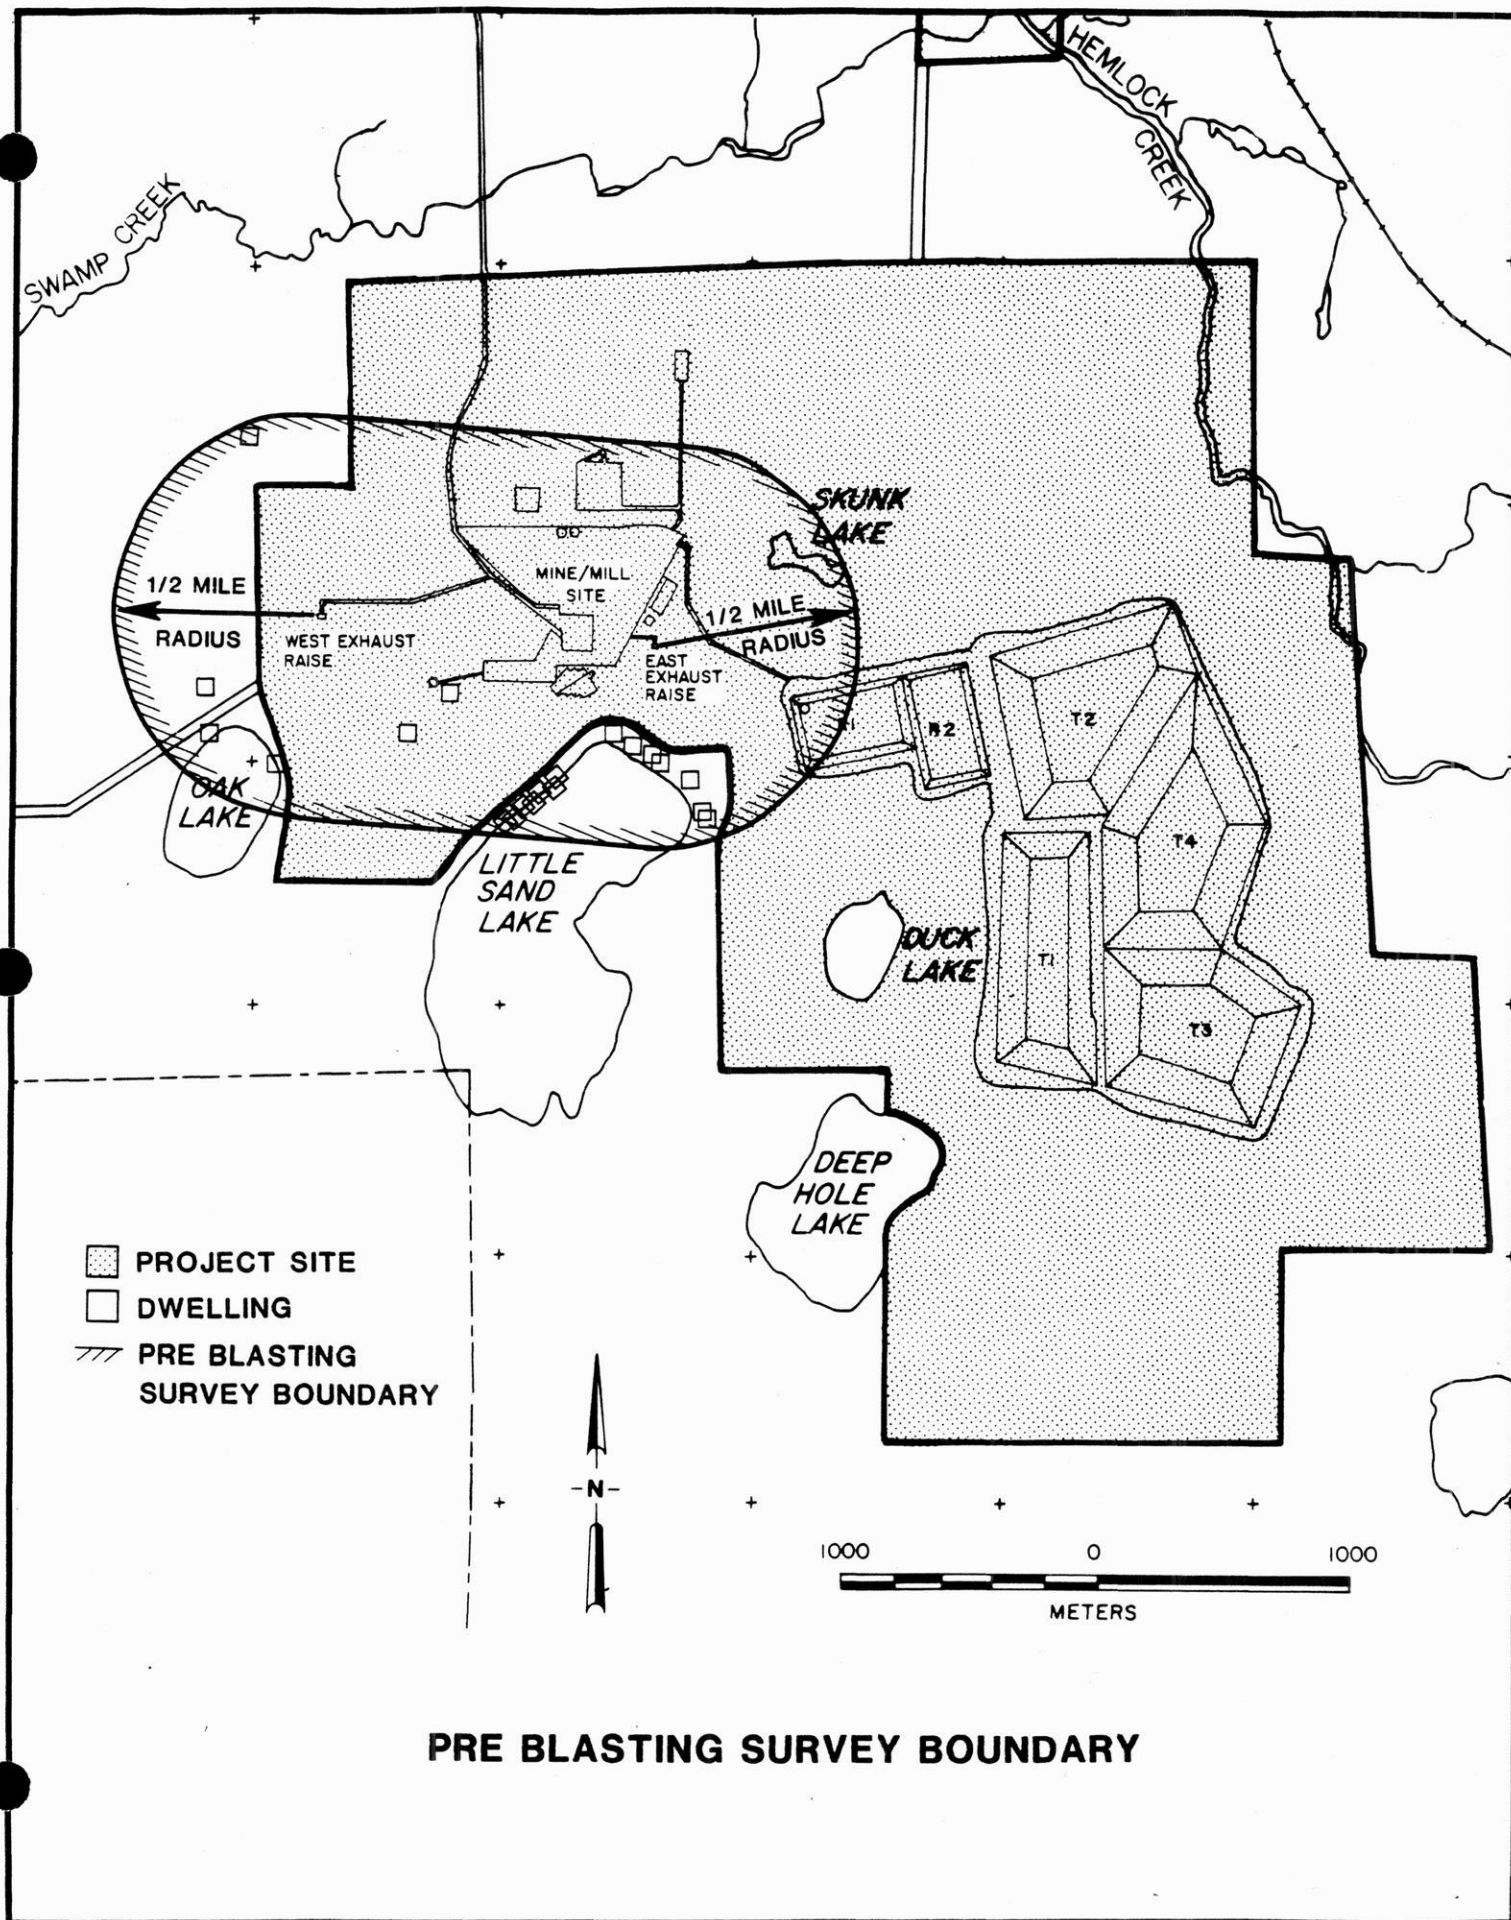 HEMLOCK
CREEK
SWAMP CREEK
SKUNK
LAKE
MINE/MILL
SITE
1/2 MILE
RADIUS
1/2 MILE
RADIUS
WEST EXHAUST
RAISE
EAST
EXHAUST
RAISE
R2
T2
T4
OAK
LAKE
LITTLE
SAND
LAKE
DUCK
LAKE
T1
T3
DEEP
HOLE
LAKE
PROJECT SITE
DWELLING
PRE BLASTING
SURVEY BOUNDARY
-N-
1000 0 1000
METERS
PRE BLASTING SURVEY BOUNDARY